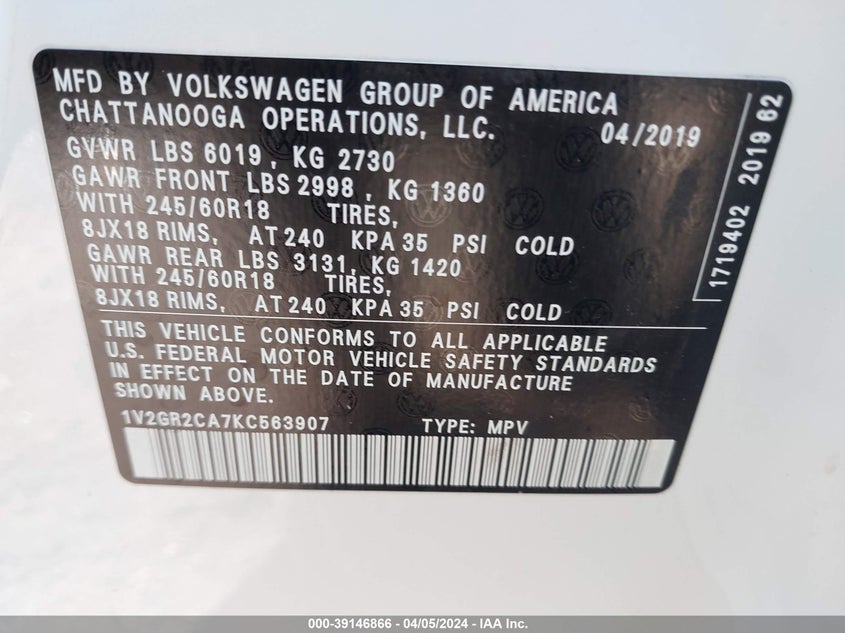 MFD BY VOLKSWAGEN GROUP OF AMERICA
CHATTANOOGA OPERATIONS, LLC. 04/2019
GVWR LBS 6019, KG 2730
GAWR FRONT LBS 2998, KG 1360
WITH 245/60R18 TIRES,
8JX18 RIMS, AT 240 KPA 35 PSI COLD
GAWR REAR LBS 3131, KG 1420
WITH 245/60R18 TIRES,
8JX18 RIMS, AT 240 KPA 35 PSI COLD
THIS VEHICLE CONFORMS TO ALL APPLICABLE
U.S. FEDERAL MOTOR VEHICLE SAFETY STANDARDS
IN EFFECT ON THE DATE OF MANUFACTURE
SHOWN ABOVE.
1V2GR2CA7KC563907 TYPE: MPV
1719402 2019 62
000-39146866 - 04/05/2024 - IAA Inc.